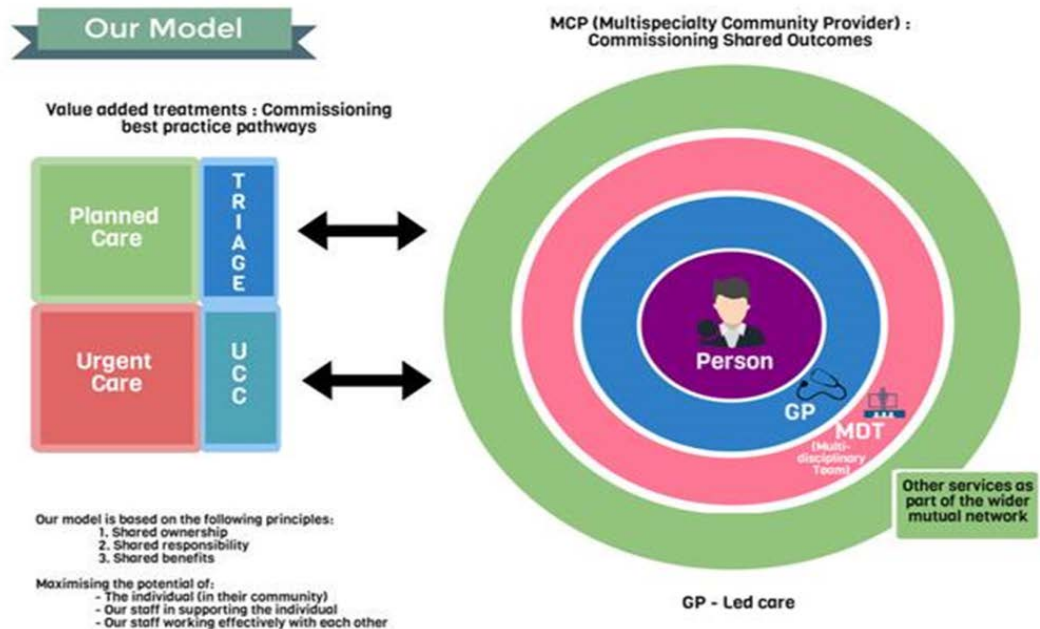 Our Model
Value added treatments : Commissioning
best practice pathways
Planned
Care
TRIAGE
Urgent
Care
UCC
Our model is based on the following principles:
1. Shared ownership
2. Shared responsibility
3. Shared benefits
Maximising the potential of:
- The individual (in their community)
- Our staff in supporting the individual
- Our staff working effectively with each other
MCP (Multispecialty Community Provider) :
Commissioning Shared Outcomes
Person
GP
MDT
(Multi-
disciplinary
Team)
Other services as
part of the wider
mutual network
GP - Led care